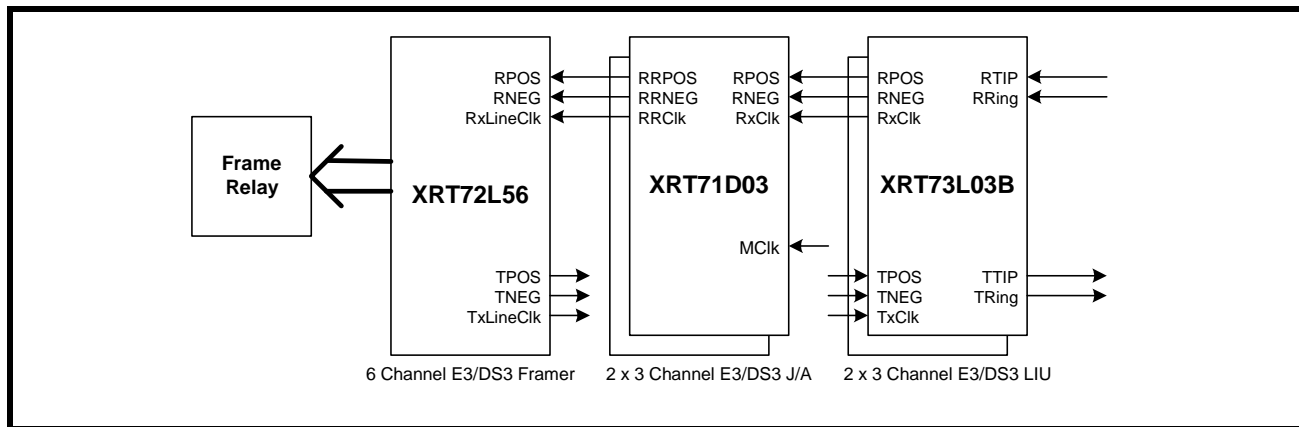 RPOS
RNEG
RxLineClk
RRPOS
RRNEG
RRClk
RPOS
RNEG
RxClk
RPOS
RNEG
RxClk
RTIP
RRing
Frame
Relay
XRT72L56
XRT71D03
XRT73L03B
MClk
TPOS
TNEG
TxLineClk
TPOS
TNEG
TxClk
TTIP
TRing
6 Channel E3/DS3 Framer
2 x 3 Channel E3/DS3 J/A
2 x 3 Channel E3/DS3 LIU